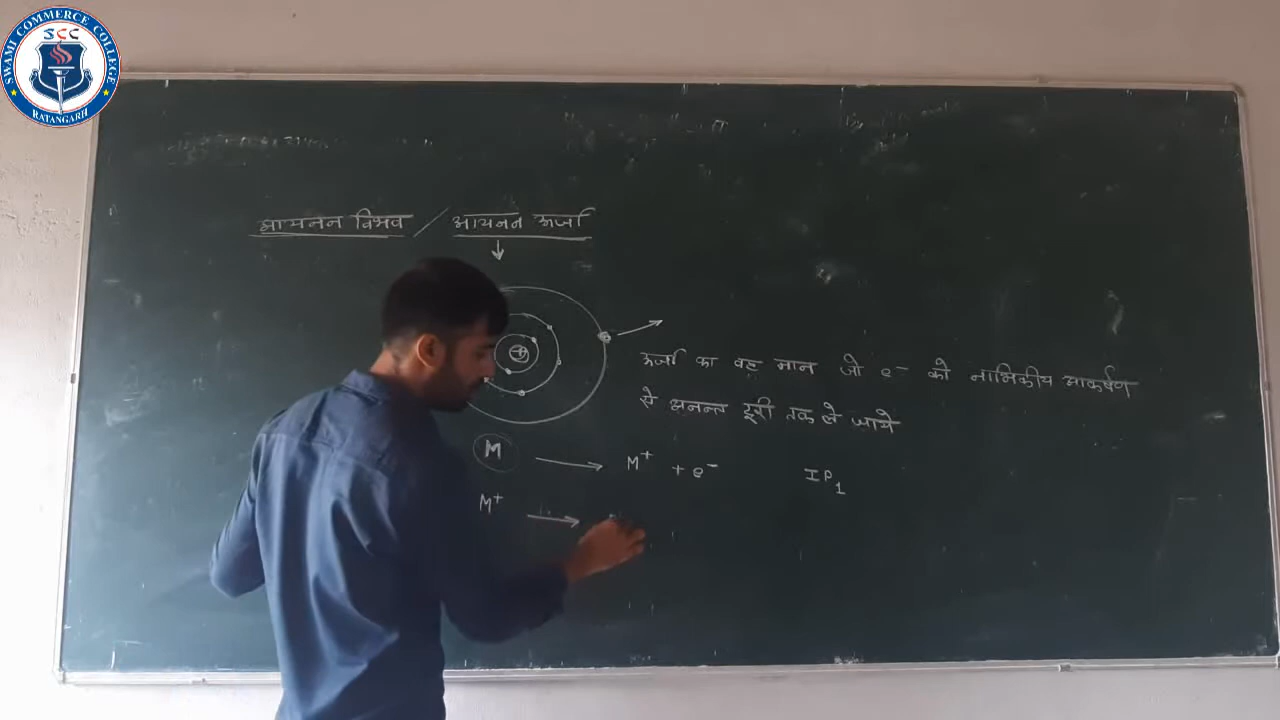 SWAMI COMMERCE COLLEGE
SCC
RATANGARH
आयनन विभव / आयनन ऊर्जा
↓
+
ऊर्जा का वह मान जो e⁻ को नाभिकीय आकर्षण
से अनन्त दूरी तक ले जाये
M ⟶ M⁺ + e⁻ IP₁
M⁺ ⟶